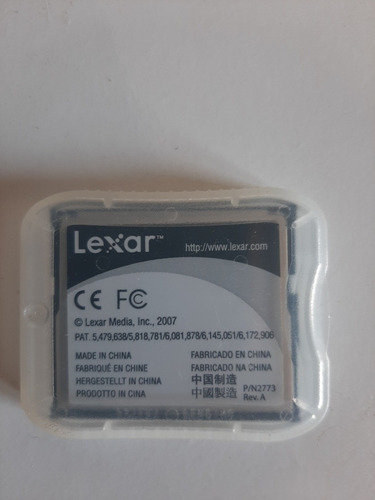 Lexar™ http://www.lexar.com
CE FC
© Lexar Media, Inc., 2007
PAT. 5,479,638/5,818,781/6,081,878/6,145,051/6,172,906
MADE IN CHINA FABRICADO EN CHINA
FABRIQUÉ EN CHINE FABRICADO NA CHINA
HERGESTELLT IN CHINA 中国制造 P/N2773
PRODOTTO IN CINA 中國製造 Rev.A